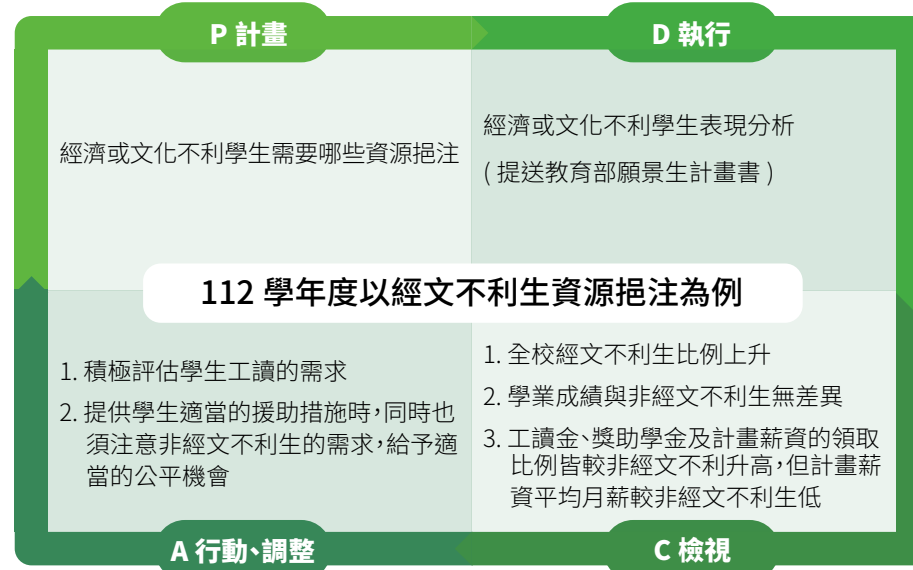 P 計畫
經濟或文化不利學生需要哪些資源挹注
D 執行
經濟或文化不利學生表現分析
( 提送教育部願景生計畫書 )
112 學年度以經文不利生資源挹注為例
1. 積極評估學生工讀的需求
2. 提供學生適當的援助措施時,同時也
須注意非經文不利生的需求,給予適
當的公平機會
A 行動、調整
1. 全校經文不利生比例上升
2. 學業成績與非經文不利生無差異
3. 工讀金、獎助學金及計畫薪資的領取
比例皆較非經文不利升高,但計畫薪
資平均月薪較非經文不利生低
C 檢視